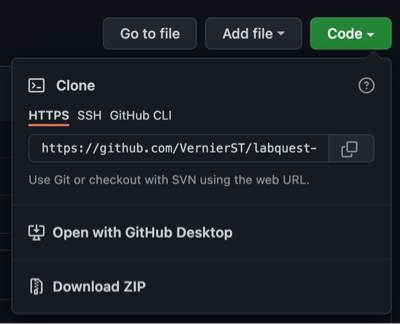 Go to file Add file Code
Clone
HTTPS SSH GitHub CLI
https://github.com/VernierST/labquest-
Use Git or checkout with SVN using the web URL.
Open with GitHub Desktop
Download ZIP